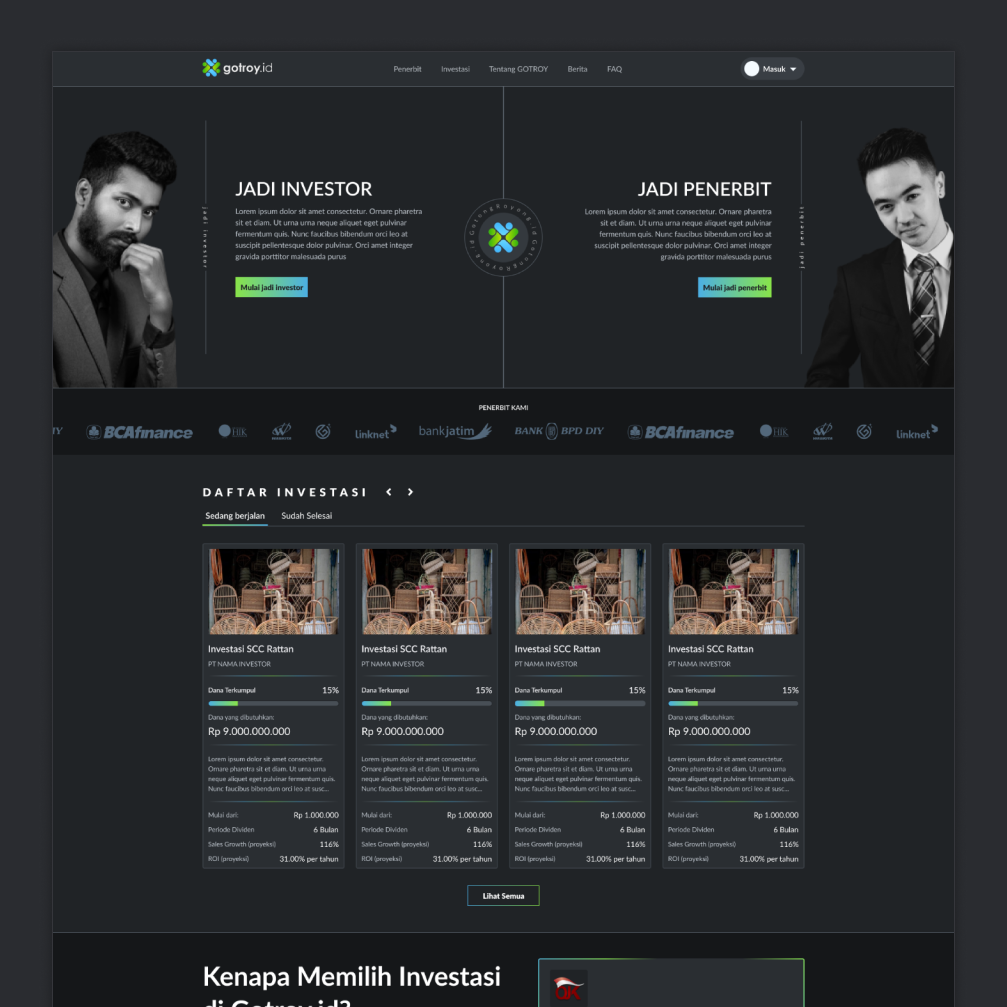 gotroy.id
Penerbit Investasi Tentang GOTROY Berita FAQ
Masuk
jadi investor
JADI INVESTOR
Lorem ipsum dolor sit amet consectetur. Ornare pharetra
sit et diam. Ut urna urna neque aliquet eget pulvinar
fermentum quis. Nunc faucibus bibendum orci leo at
suscipit pellentesque dolor pulvinar. Orci amet integer
gravida porttitor malesuada purus
Mulai jadi investor
JADI PENERBIT
Lorem ipsum dolor sit amet consectetur. Ornare pharetra
sit et diam. Ut urna urna neque aliquet eget pulvinar
fermentum quis. Nunc faucibus bibendum orci leo at
suscipit pellentesque dolor pulvinar. Orci amet integer
gravida porttitor malesuada purus
Mulai jadi penerbit
jadi penerbit
PENERBIT KAMI
IY BCAfinance HK linknet bankjatim BANK BPD DIY BCAfinance HK linknet
DAFTAR INVESTASI
Sedang berjalan Sudah Selesai
Investasi SCC Rattan Investasi SCC Rattan Investasi SCC Rattan Investasi SCC Rattan
PT NAMA INVESTOR PT NAMA INVESTOR PT NAMA INVESTOR PT NAMA INVESTOR
Dana Terkumpul 15% Dana Terkumpul 15% Dana Terkumpul 15% Dana Terkumpul 15%
Dana yang dibutuhkan: Dana yang dibutuhkan: Dana yang dibutuhkan: Dana yang dibutuhkan:
Rp 9.000.000.000 Rp 9.000.000.000 Rp 9.000.000.000 Rp 9.000.000.000
Lorem ipsum dolor sit amet consectetur. Lorem ipsum dolor sit amet consectetur. Lorem ipsum dolor sit amet consectetur. Lorem ipsum dolor sit amet consectetur.
Ornare pharetra sit et diam. Ut urna urna Ornare pharetra sit et diam. Ut urna urna Ornare pharetra sit et diam. Ut urna urna Ornare pharetra sit et diam. Ut urna urna
neque aliquet eget pulvinar fermentum quis. neque aliquet eget pulvinar fermentum quis. neque aliquet eget pulvinar fermentum quis. neque aliquet eget pulvinar fermentum quis.
Nunc faucibus bibendum orci leo at susc... Nunc faucibus bibendum orci leo at susc... Nunc faucibus bibendum orci leo at susc... Nunc faucibus bibendum orci leo at susc...
Mulai dari: Rp 1.000.000 Mulai dari: Rp 1.000.000 Mulai dari: Rp 1.000.000 Mulai dari: Rp 1.000.000
Periode Dividen 6 Bulan Periode Dividen 6 Bulan Periode Dividen 6 Bulan Periode Dividen 6 Bulan
Sales Growth (proyeksi) 116% Sales Growth (proyeksi) 116% Sales Growth (proyeksi) 116% Sales Growth (proyeksi) 116%
ROI (proyeksi) 31.00% per tahun ROI (proyeksi) 31.00% per tahun ROI (proyeksi) 31.00% per tahun ROI (proyeksi) 31.00% per tahun
Lihat Semua
Kenapa Memilih Investasi
di Gotroy.id?